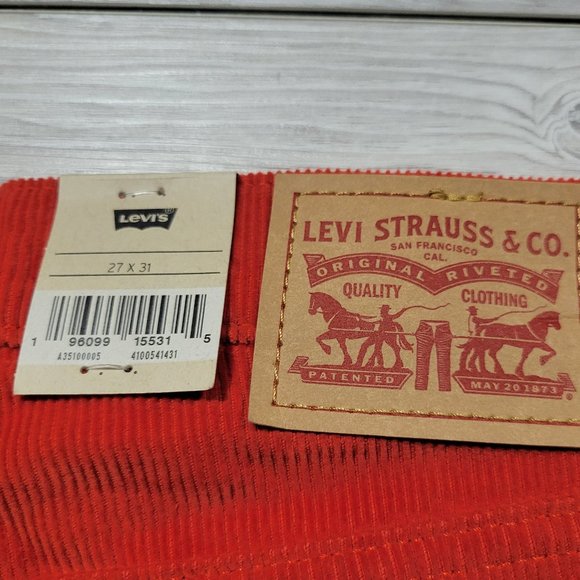 LEVI'S
27 X 31
1 96099 15531 5
A35100005 4100541431
LEVI STRAUSS & CO.
SAN FRANCISCO
CAL.
ORIGINAL RIVETED
QUALITY CLOTHING
PATENTED MAY 20 1873
®